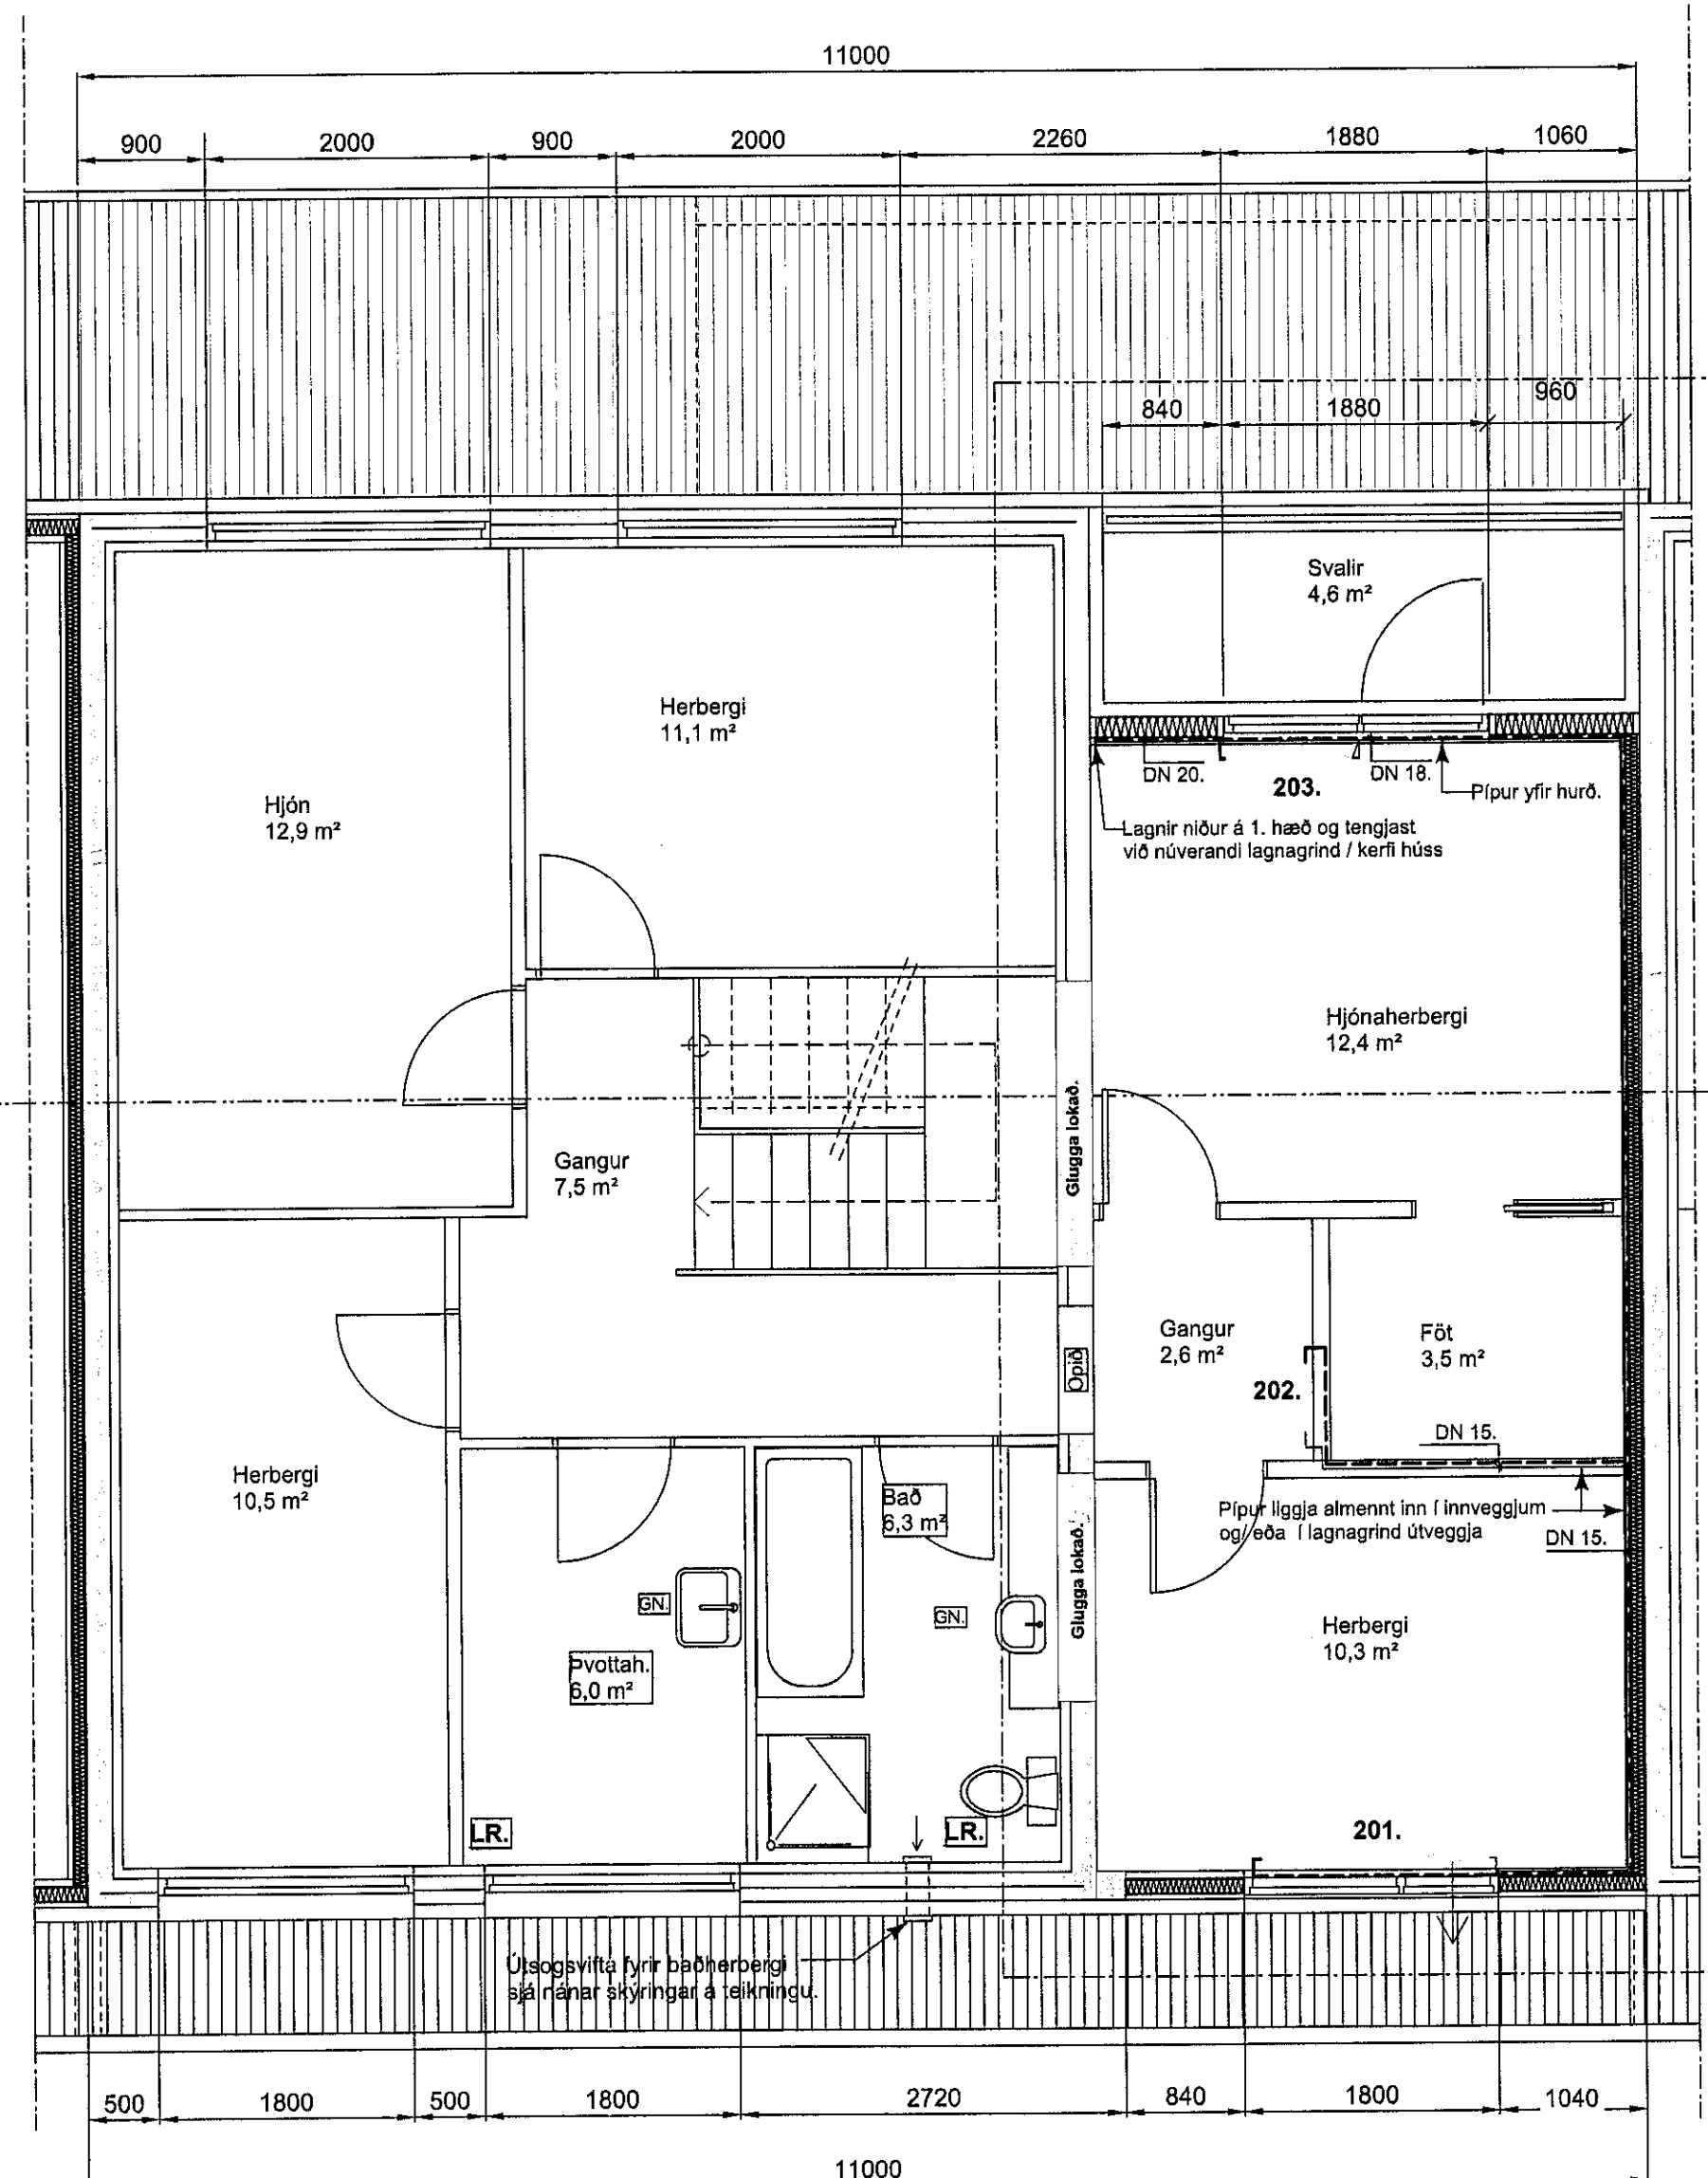 11000
900 2000 900 2000 2260 1880 1060
960
840 1880
Svalir
4,6 m²
Herbergi
11,1 m²
DN 20.
DN 18.
203.
Pípur yfir hurð.
Hjón
12,9 m²
Lagnir niður á 1. hæð og tengjast
við núverandi lagnagrind / kerfi húss
Hjónaherbergi
12,4 m²
Glugga lokað.
Gangur
7,5 m²
Gangur
2,6 m²
Föt
3,5 m²
Opið
202.
DN 15.
Herbergi
10,5 m²
Bað
6,3 m²
Pípur liggja almennt inn í innveggjum
og/eða í lagnagrind útveggja
DN 15.
Glugga lokað.
GN.
GN.
Herbergi
10,3 m²
Þvottah.
6,0 m²
LR.
LR.
201.
Útsogsvifta fyrir baðherbergi
sjá nánar skýringar á teikningu.
500 1800 500 1800 2720 840 1800 1040
11000